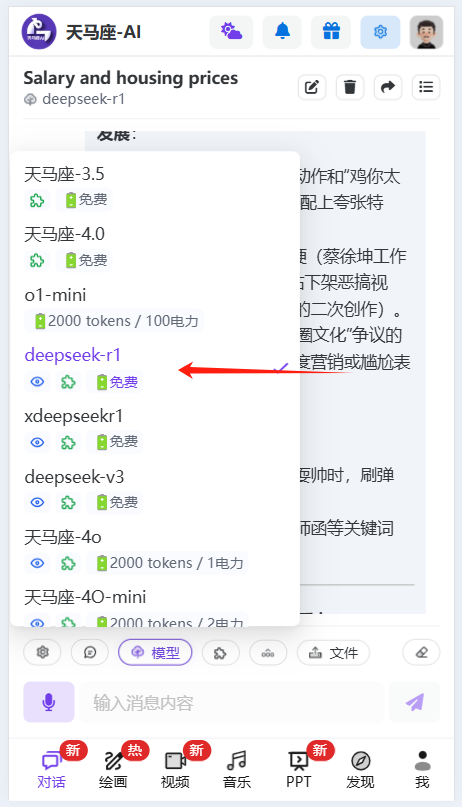 天马座AI
天马座-AI
Salary and housing prices
deepseek-r1
发展：
天马座-3.5
免费
动作和“鸡你太
配上夸张特
天马座-4.0
免费
更（蔡徐坤工作
o1-mini
下架恶搞视
2000 tokens / 100电力
的二次创作）。
圈文化”争议的
deepseek-r1
度营销或尴尬表
免费
xdeepseekr1
免费
deepseek-v3
耍帅时，刷弹
免费
天马座-4o
师函等关键词
2000 tokens / 1电力
天马座-4O-mini
2000 tokens / 2电力
模型
文件
输入消息内容
新
热
新
新
对话
绘画
视频
音乐
PPT
发现
我